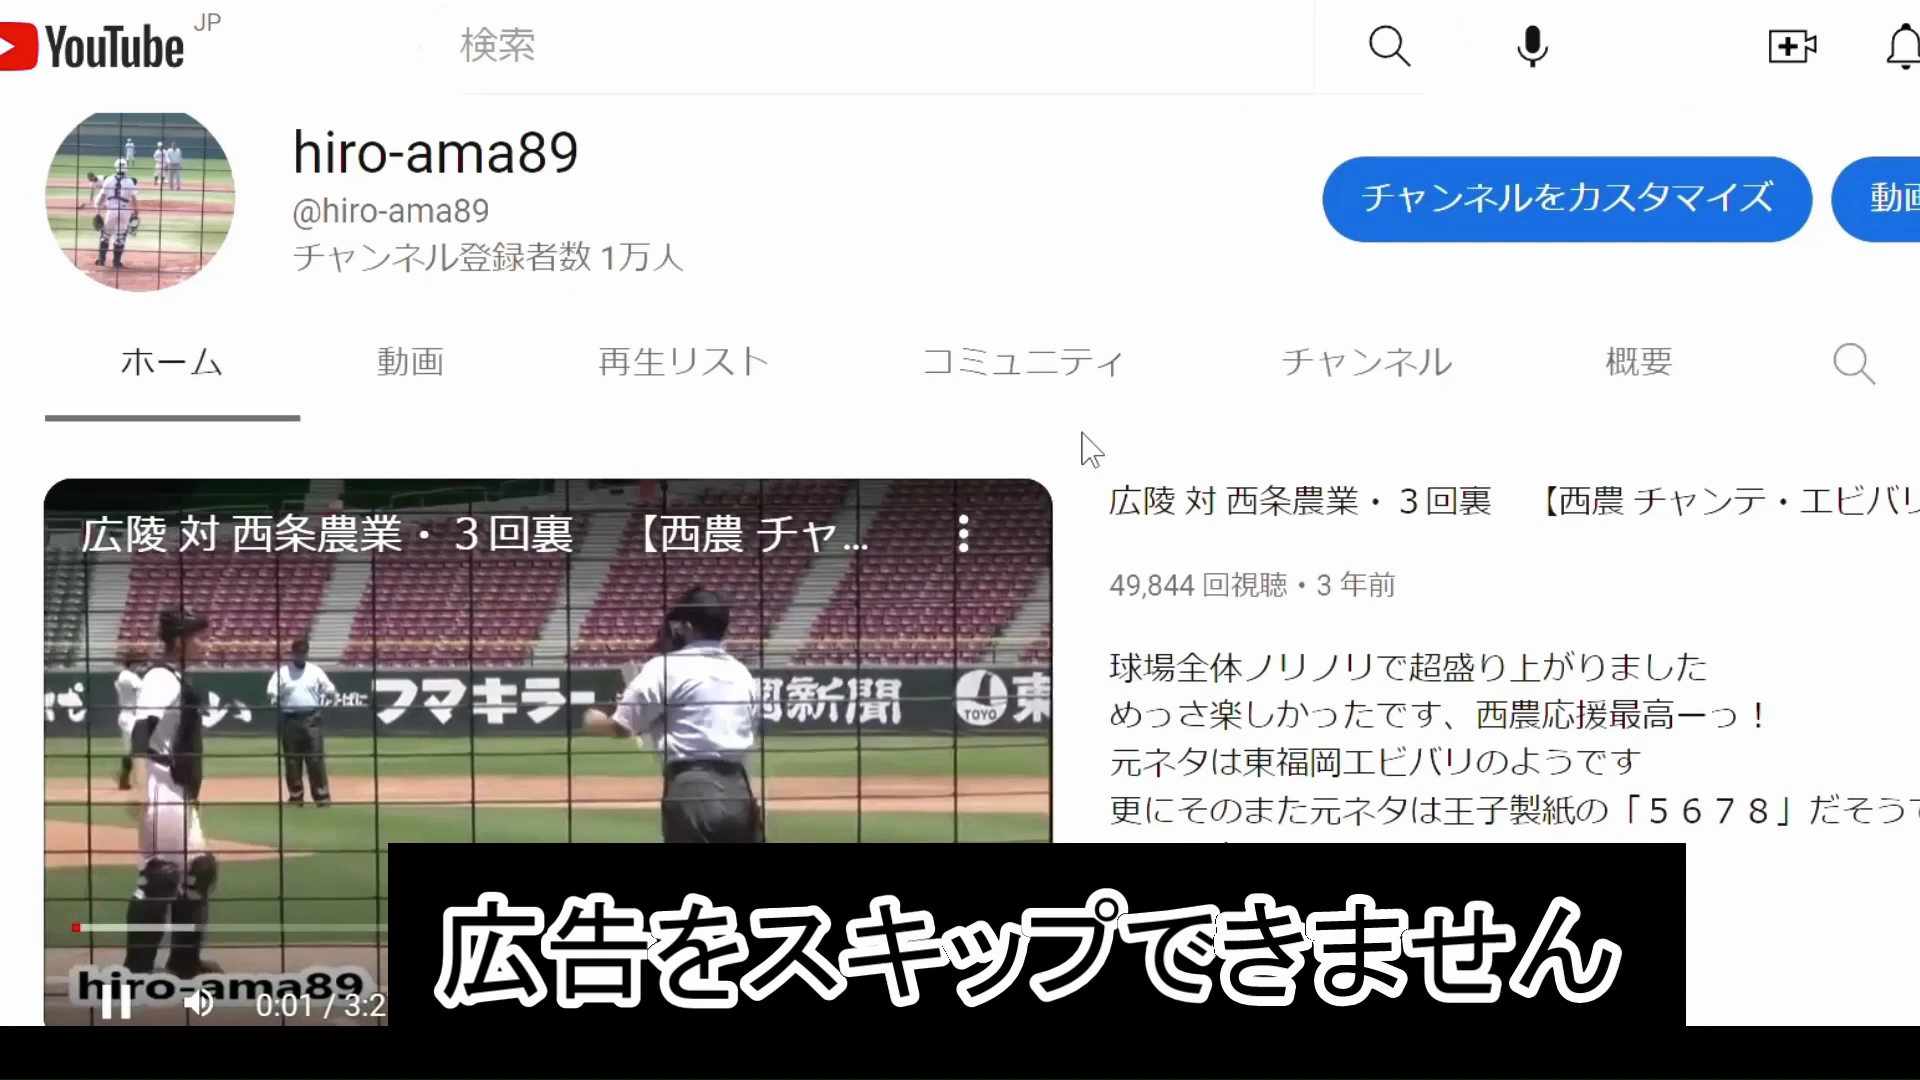 YouTube JP
検索
hiro-ama89
@hiro-ama89
チャンネル登録者数 1万人
チャンネルをカスタマイズ
動画
ホーム
動画
再生リスト
コミュニティ
チャンネル
概要
広陵 対 西条農業・３回裏　【西農 チャ...
フマキラー
新聞
TOYO
東
hiro-ama89
0:01 / 3:2
広陵 対 西条農業・３回裏　【西農 チャンテ・エビバリ
49,844 回視聴・3 年前
球場全体ノリノリで超盛り上がりました
めっさ楽しかったです、西農応援最高ーっ！
元ネタは東福岡エビバリのようです
更にそのまた元ネタは王子製紙の「５６７８」だそうで
広告をスキップできません